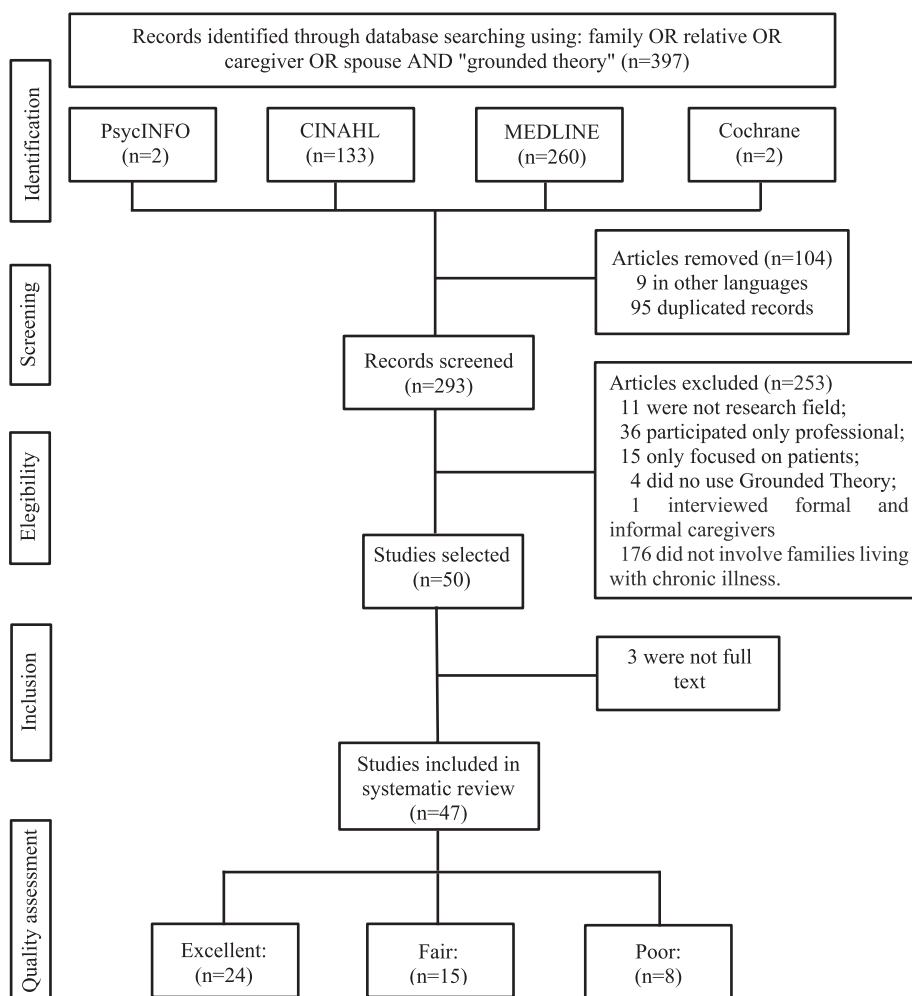 Records identified through database searching using: family OR relative OR
caregiver OR spouse AND "grounded theory" (n=397)
Identification
PsycINFO
(n=2)
CINAHL
(n=133)
MEDLINE
(n=260)
Cochrane
(n=2)
Screening
Articles removed (n=104)
9 in other languages
95 duplicated records
Records screened
(n=293)
Elegibility
Articles excluded (n=253)
11 were not research field;
36 participated only professional;
15 only focused on patients;
4 did no use Grounded Theory;
1 interviewed formal and
informal caregivers
176 did not involve families living
with chronic illness.
Studies selected
(n=50)
Inclusion
3 were not full
text
Studies included in
systematic review
(n=47)
Quality assessment
Excellent:
(n=24)
Fair:
(n=15)
Poor:
(n=8)